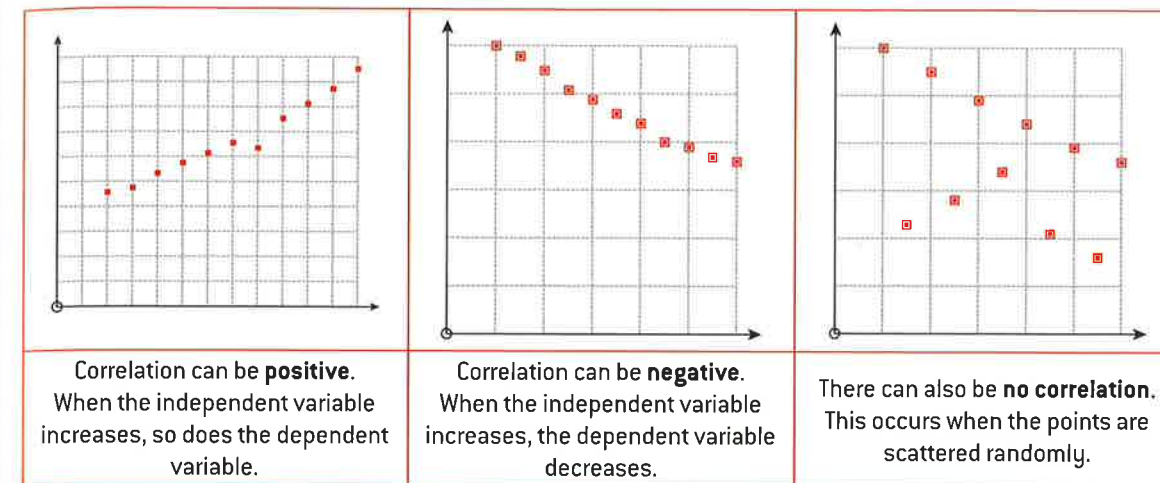 Correlation can be positive.
When the independent variable
increases, so does the dependent
variable.
Correlation can be negative.
When the independent variable
increases, the dependent variable
decreases.
There can also be no correlation.
This occurs when the points are
scattered randomly.